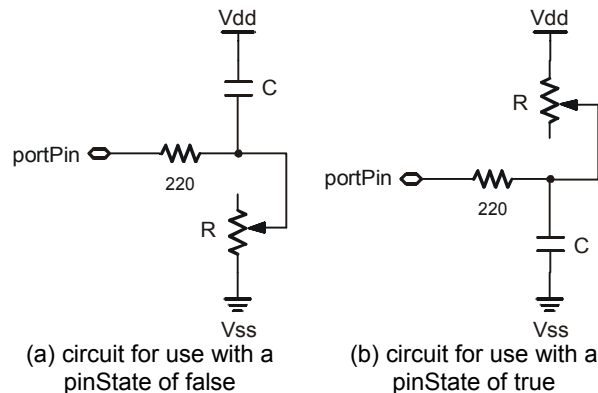 Vdd
C
portPin
220
R
Vss
(a) circuit for use with a
pinState of false
Vdd
R
portPin
220
C
Vss
(b) circuit for use with a
pinState of true